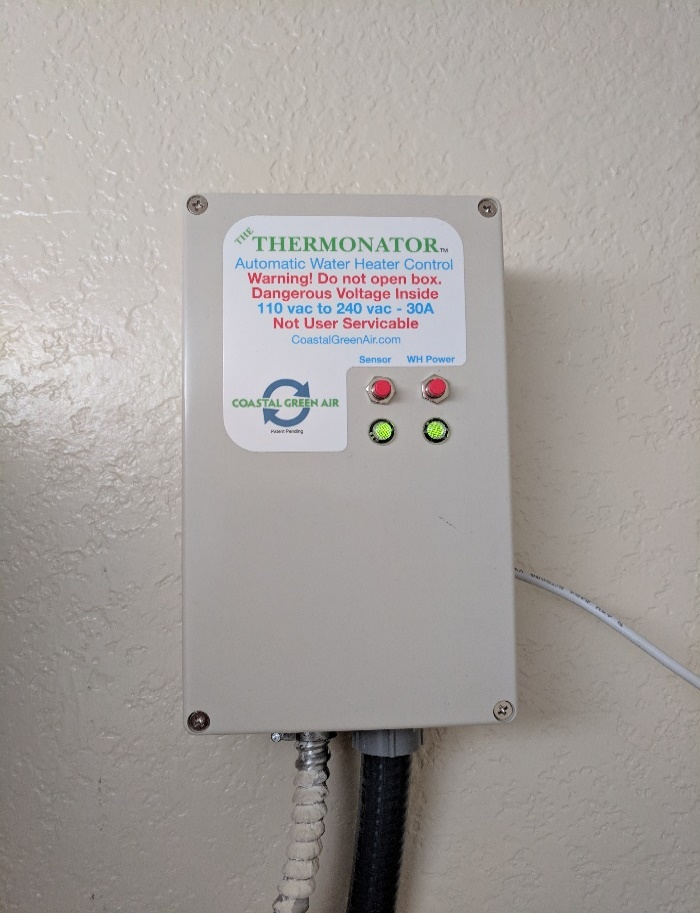 THE THERMONATOR™
Automatic Water Heater Control
Warning! Do not open box.
Dangerous Voltage Inside
110 vac to 240 vac - 30A
Not User Servicable
CoastalGreenAir.com
Sensor WH Power
COASTAL GREEN AIR
Patent Pending